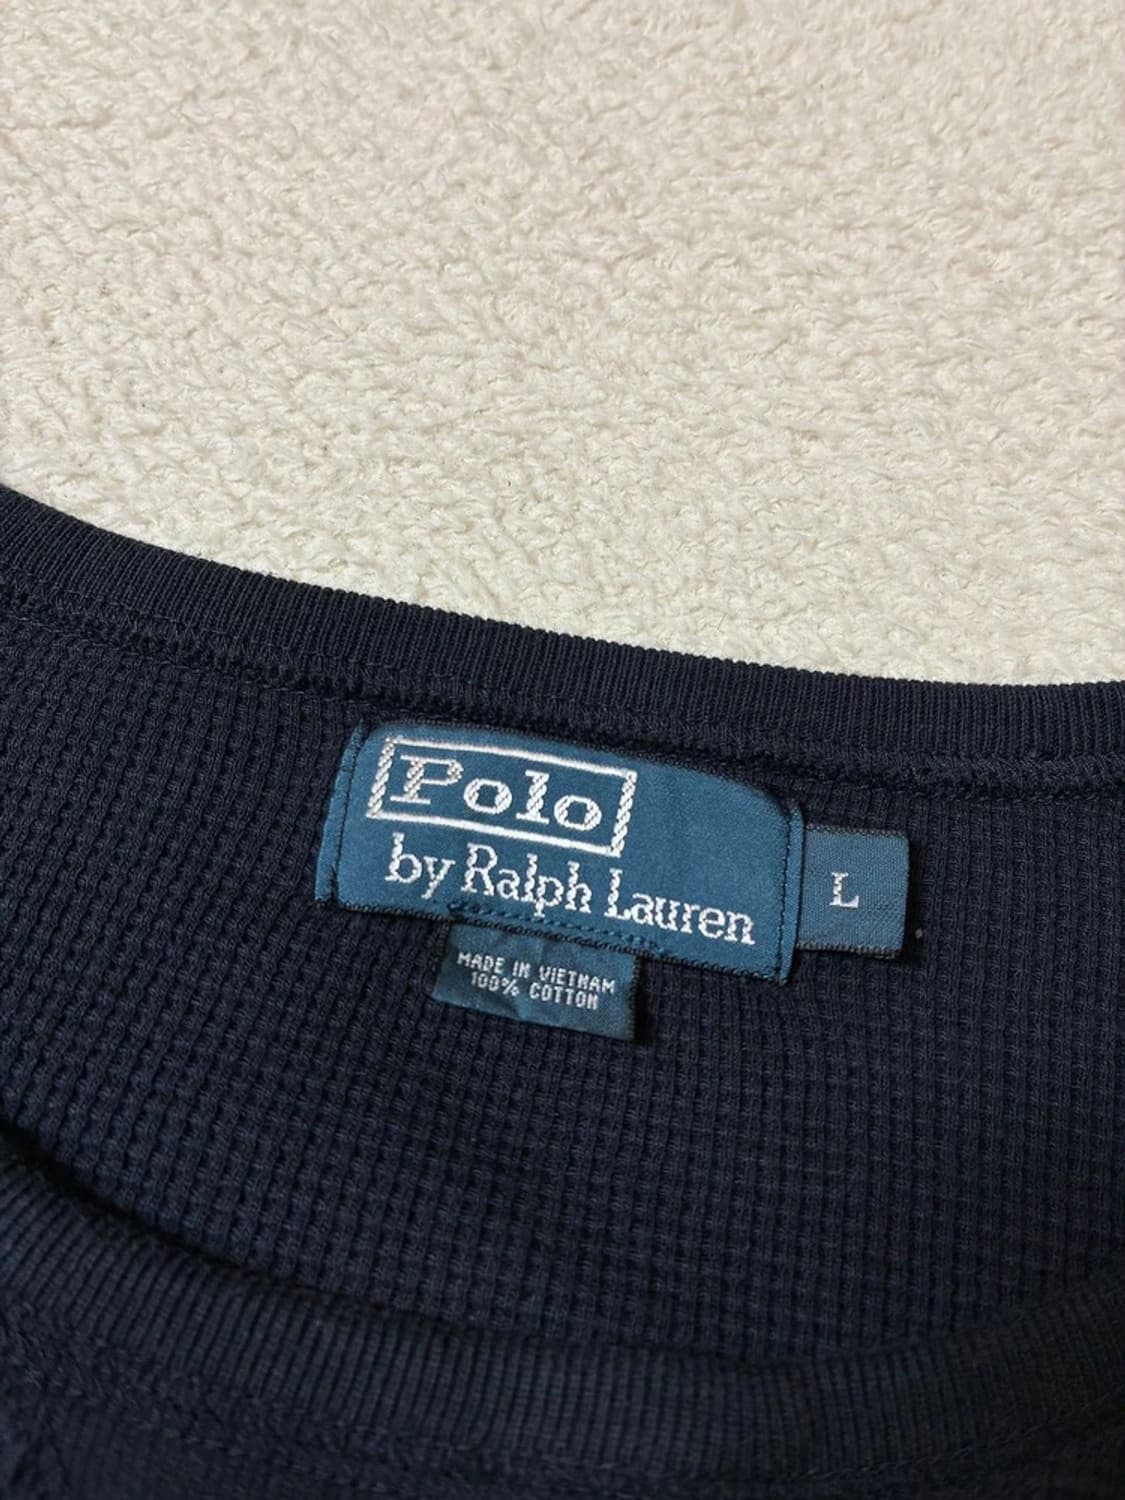 Polo
by Ralph Lauren
L
MADE IN VIETNAM
100% COTTON